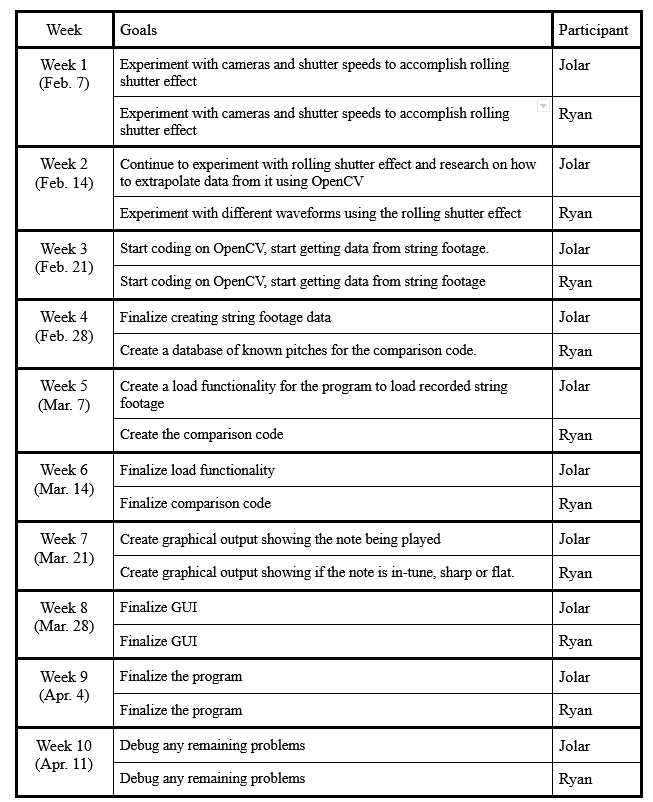 Week Goals Participant
Week 1 Experiment with cameras and shutter speeds to accomplish rolling Jolar
(Feb. 7) shutter effect
Experiment with cameras and shutter speeds to accomplish rolling Ryan
shutter effect
Week 2 Continue to experiment with rolling shutter effect and research on how Jolar
(Feb. 14) to extrapolate data from it using OpenCV
Experiment with different waveforms using the rolling shutter effect Ryan
Week 3 Start coding on OpenCV, start getting data from string footage. Jolar
(Feb. 21)
Start coding on OpenCV, start getting data from string footage Ryan
Week 4 Finalize creating string footage data Jolar
(Feb. 28)
Create a database of known pitches for the comparison code. Ryan
Week 5 Create a load functionality for the program to load recorded string Jolar
(Mar. 7) footage
Create the comparison code Ryan
Week 6 Finalize load functionality Jolar
(Mar. 14)
Finalize comparison code Ryan
Week 7 Create graphical output showing the note being played Jolar
(Mar. 21)
Create graphical output showing if the note is in-tune, sharp or flat. Ryan
Week 8 Finalize GUI Jolar
(Mar. 28)
Finalize GUI Ryan
Week 9 Finalize the program Jolar
(Apr. 4)
Finalize the program Ryan
Week 10 Debug any remaining problems Jolar
(Apr. 11)
Debug any remaining problems Ryan